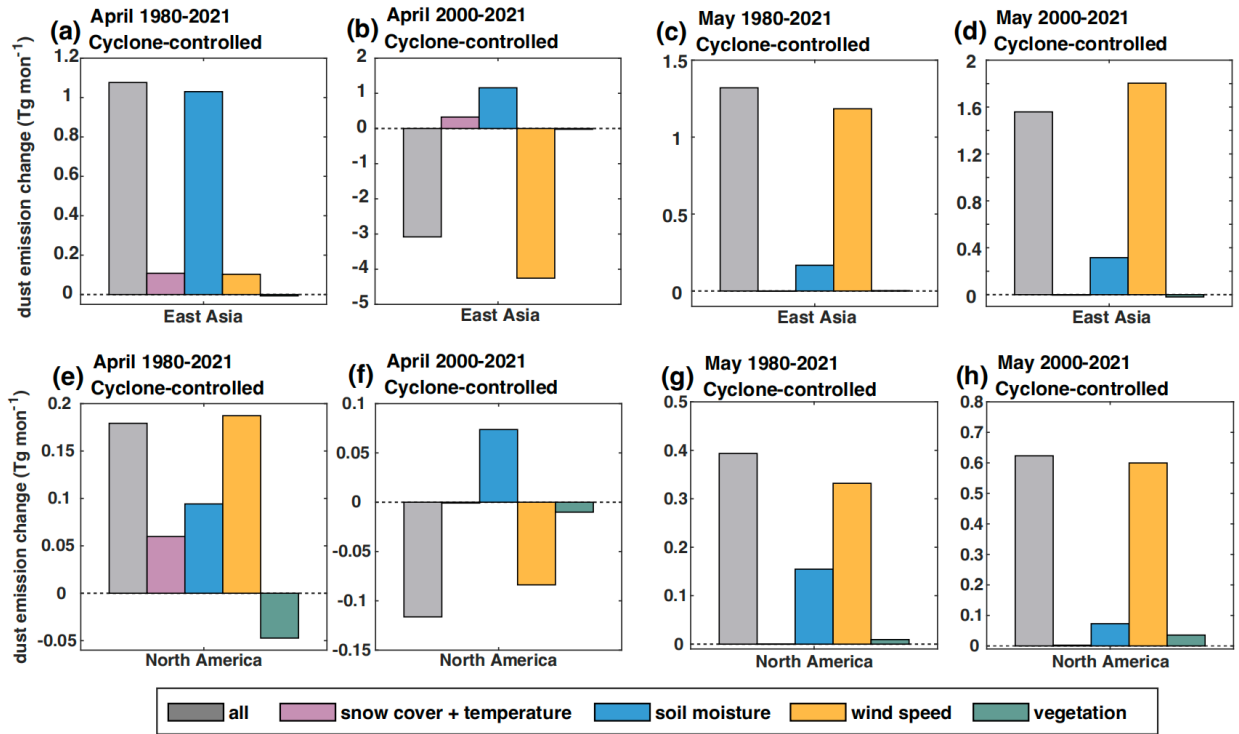 (a) April 1980-2021
Cyclone-controlled
1.2
1
0.8
0.6
0.4
0.2
0
dust emission change (Tg mon-1)
East Asia
(b) April 2000-2021
Cyclone-controlled
2
1
0
-1
-2
-3
-4
-5
East Asia
(c) May 1980-2021
Cyclone-controlled
1.5
1
0.5
0
East Asia
(d) May 2000-2021
Cyclone-controlled
2
1.6
1.2
0.8
0.4
0
East Asia
(e) April 1980-2021
Cyclone-controlled
0.2
0.15
0.1
0.05
0
-0.05
dust emission change (Tg mon-1)
North America
(f) April 2000-2021
Cyclone-controlled
0.1
0.05
0
-0.05
-0.1
-0.15
North America
(g) May 1980-2021
Cyclone-controlled
0.5
0.4
0.3
0.2
0.1
0
North America
(h) May 2000-2021
Cyclone-controlled
0.8
0.7
0.6
0.5
0.4
0.3
0.2
0.1
0
North America
all snow cover + temperature soil moisture wind speed vegetation